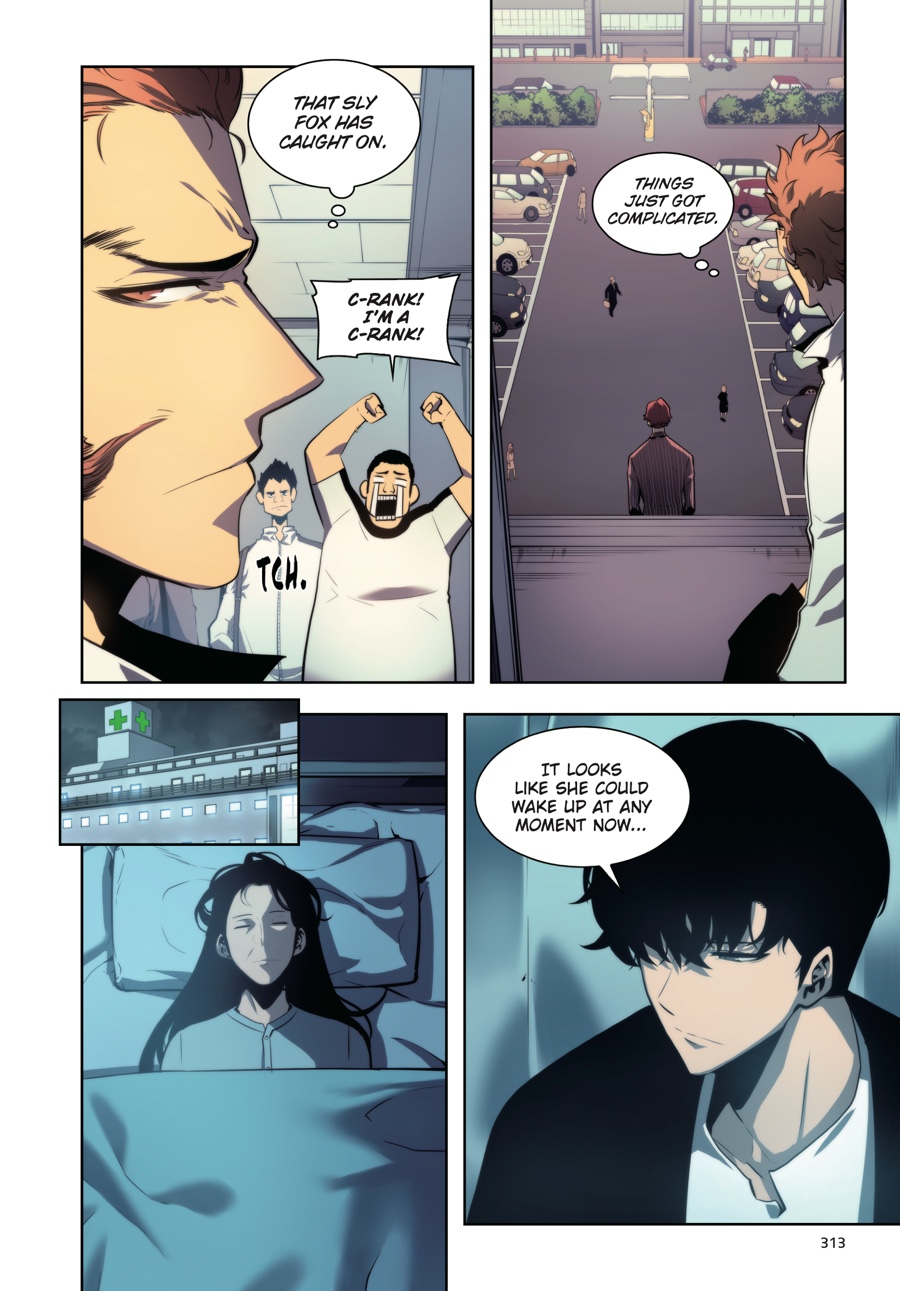 THAT SLY
FOX HAS
CAUGHT ON.
C-RANK!
I'M A
C-RANK!
TCH.
THINGS
JUST GOT
COMPLICATED.
IT LOOKS
LIKE SHE COULD
WAKE UP AT ANY
MOMENT NOW...
313